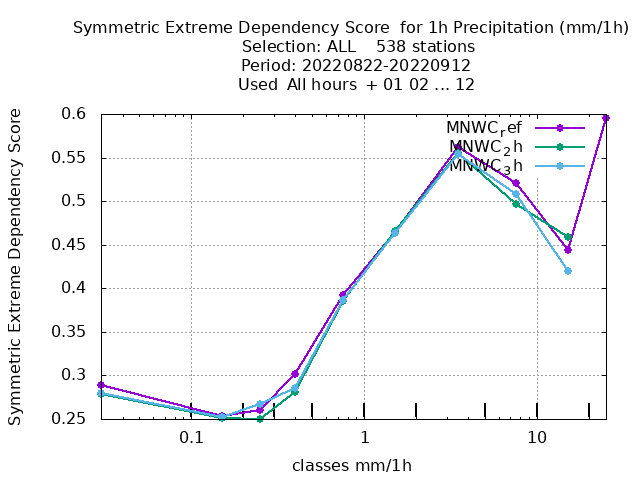 Symmetric Extreme Dependency Score for 1h Precipitation (mm/1h)
Selection: ALL 538 stations
Period: 20220822-20220912
Used All hours + 01 02 ... 12
Symmetric Extreme Dependency Score
0.6
0.55
0.5
0.45
0.4
0.35
0.3
0.25
MNWC_ref
MNWC_2h
MNWC_3h
0.1 1 10
classes mm/1h